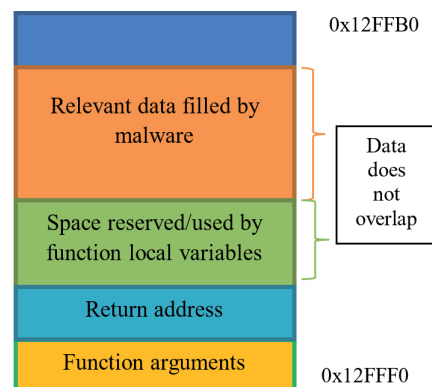 0x12FFB0
Relevant data filled by
malware
Data
does
not
overlap
Space reserved/used by
function local variables
Return address
Function arguments
0x12FFF0